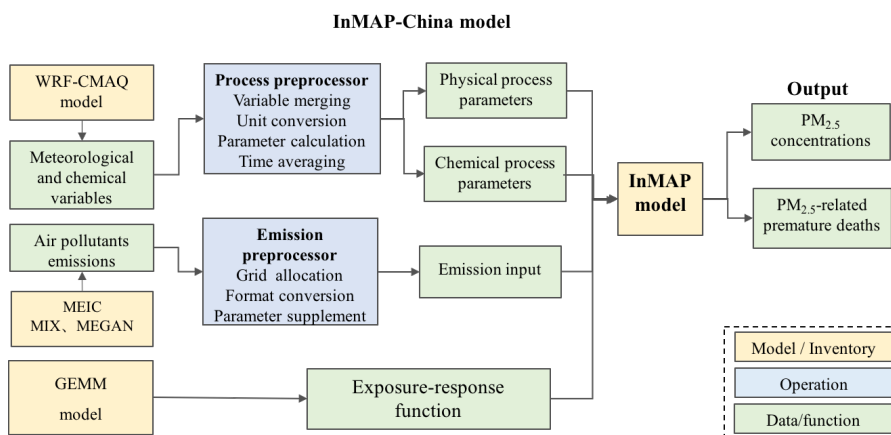 InMAP-China model
WRF-CMAQ
model
Meteorological
and chemical
variables
Process preprocessor
Variable merging
Unit conversion
Parameter calculation
Time averaging
Physical process
parameters
Chemical process
parameters
Air pollutants
emissions
MEIC
MIX、MEGAN
Emission
preprocessor
Grid allocation
Format conversion
Parameter supplement
Emission input
GEMM
model
Exposure-response
function
InMAP
model
Output
PM2.5
concentrations
PM2.5-related
premature deaths
Model / Inventory
Operation
Data/function